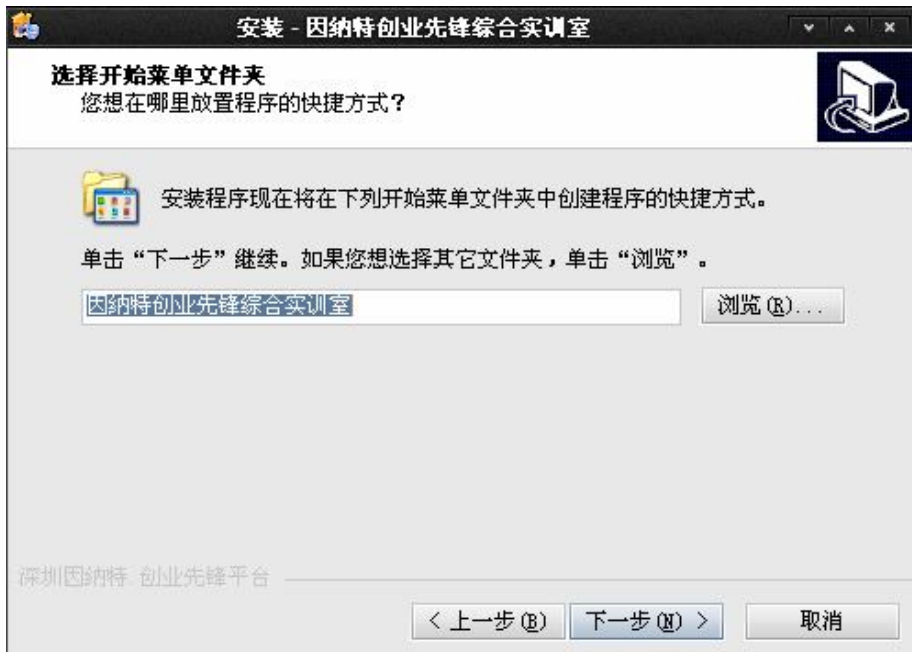 安装 - 因纳特创业先锋综合实训室
选择开始菜单文件夹
您想在哪里放置程序的快捷方式？
安装程序现在将在下列开始菜单文件夹中创建程序的快捷方式。
单击“下一步”继续。如果您想选择其它文件夹，单击“浏览”。
因纳特创业先锋综合实训室
浏览(R)...
深圳因纳特 创业先锋平台
< 上一步(B)
下一步(N) >
取消